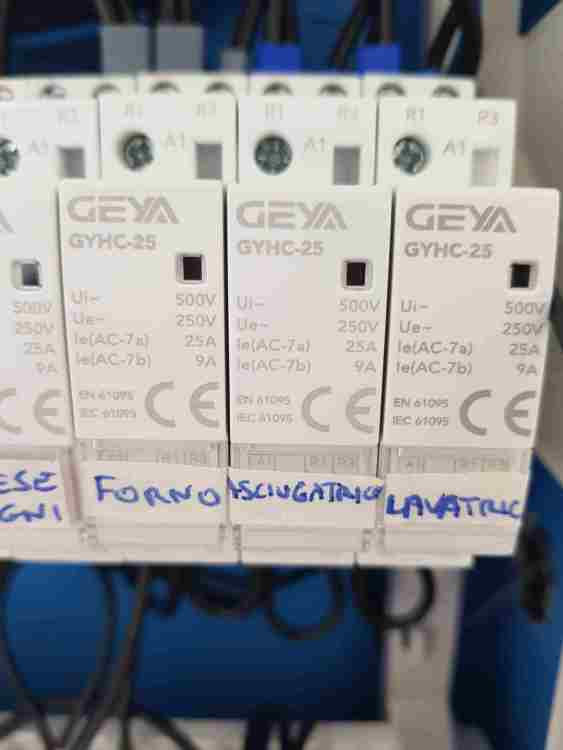 R1 R3
A1
R1 R3
A1
R1 R3
A1
A1
GEYA
GYHC-25
Ui~ 500V
Ue~ 250V
Ie(AC-7a) 25A
Ie(AC-7b) 9A
EN 61095
IEC 61095
CE
FORNO
GEYA
GYHC-25
Ui~ 500V
Ue~ 250V
Ie(AC-7a) 25A
Ie(AC-7b) 9A
EN 61095
IEC 61095
CE
A1 R1 R3
ASCIUGATRICE
GEYA
GYHC-25
Ui~ 500V
Ue~ 250V
Ie(AC-7a) 25A
Ie(AC-7b) 9A
EN 61095
IEC 61095
CE
LAVATRIC
500V
250V
25A
9A
CE
ESE
GNI